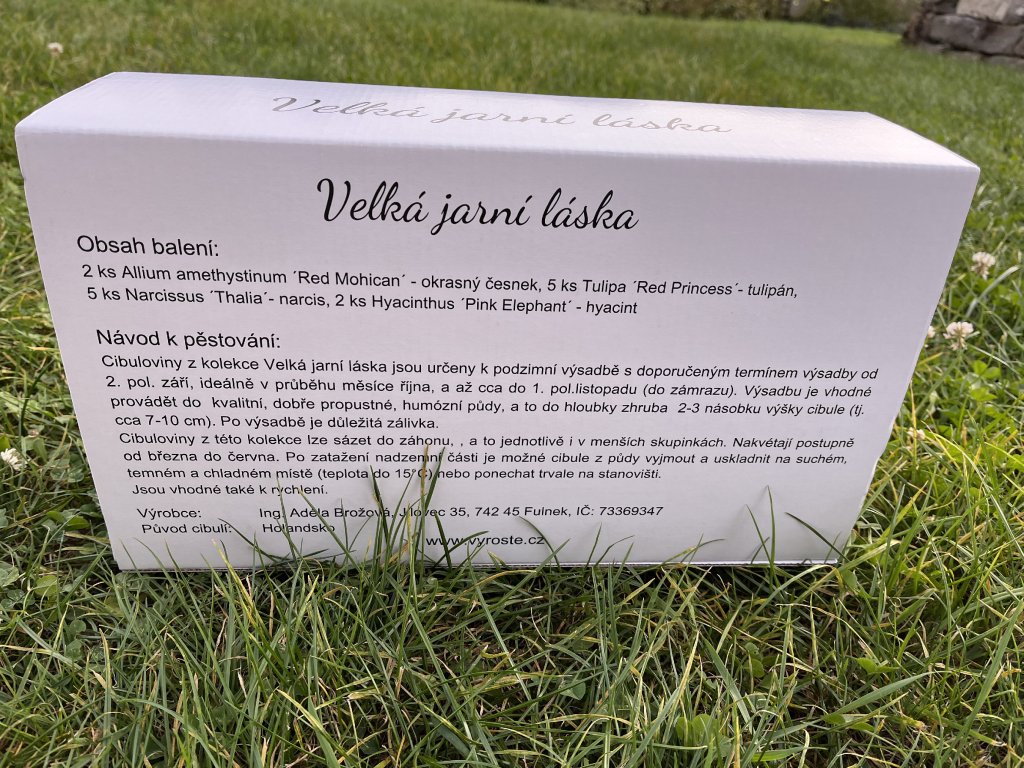 Velká jarní láska
Velká jarní láska
Obsah balení:
2 ks Allium amethystinum ´Red Mohican´ - okrasný česnek, 5 ks Tulipa ´Red Princess´- tulipán,
5 ks Narcissus ´Thalia´- narcis, 2 ks Hyacinthus ´Pink Elephant´ - hyacint
Návod k pěstování:
Cibuloviny z kolekce Velká jarní láska jsou určeny k podzimní výsadbě s doporučeným termínem výsadby od
2. pol. září, ideálně v průběhu měsíce října, a až cca do 1. pol.listopadu (do zámrazu). Výsadbu je vhodné
provádět do kvalitní, dobře propustné, humózní půdy, a to do hloubky zhruba 2-3 násobku výšky cibule (tj.
cca 7-10 cm). Po výsadbě je důležitá zálivka.
Cibuloviny z této kolekce lze sázet do záhonu, , a to jednotlivě i v menších skupinkách. Nakvétají postupně
od března do června. Po zatažení nadzemní části je možné cibule z půdy vyjmout a uskladnit na suchém,
temném a chladném místě (teplota do 15°C) nebo ponechat trvale na stanovišti.
Jsou vhodné také k rychlení.
Výrobce: Ing. Adéla Brožová, Jílovec 35, 742 45 Fulnek, IČ: 73369347
Původ cibulí: Holandsko
www.vyroste.cz